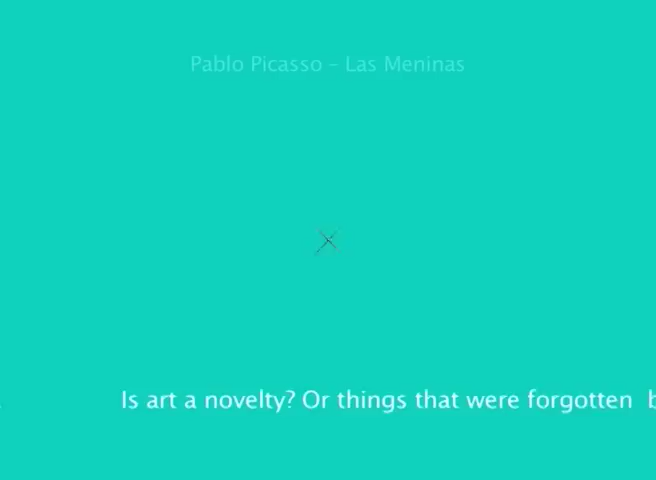 Pablo Picasso – Las Meninas
Is art a novelty? Or things that were forgotten